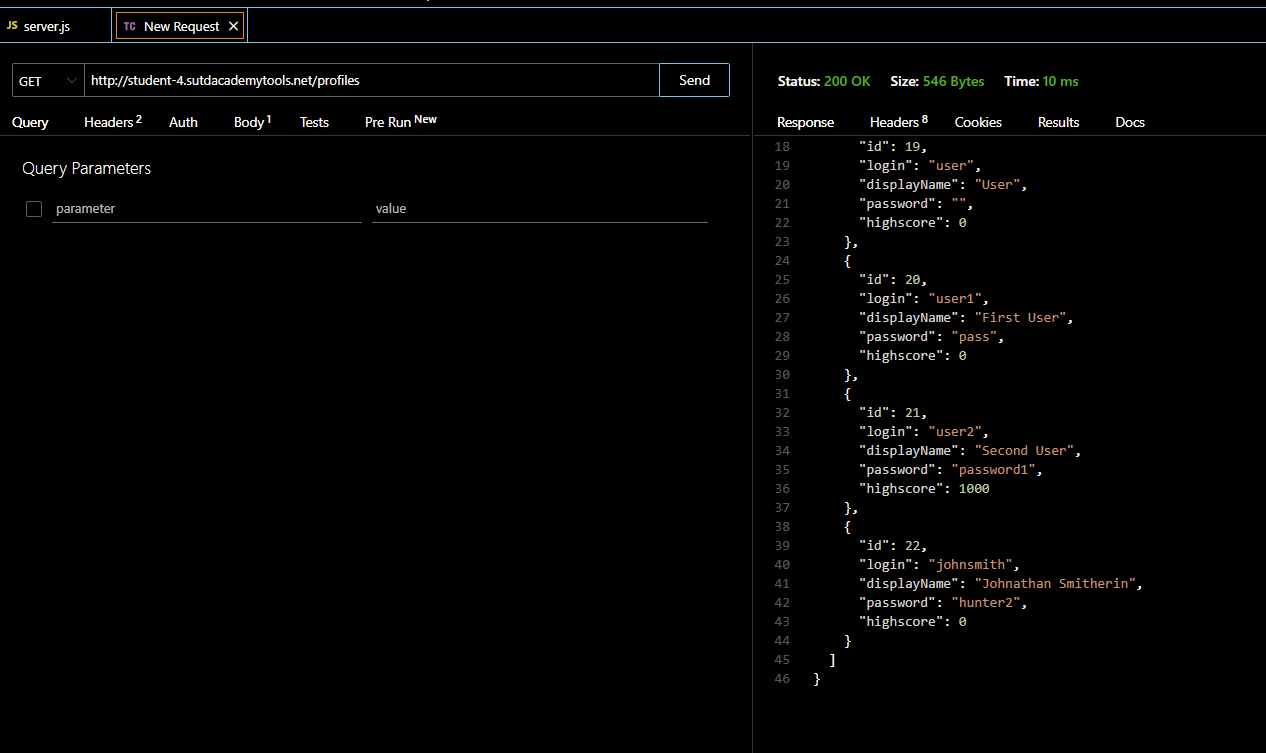 JS server.js TC New Request ×
GET http://student-4.sutdacademytools.net/profiles Send
Status: 200 OK Size: 546 Bytes Time: 10 ms
Query Headers 2 Auth Body 1 Tests Pre Run New
Response Headers 8 Cookies Results Docs
Query Parameters
parameter value
18 "id": 19,
19 "login": "user",
20 "displayName": "User",
21 "password": "",
22 "highscore": 0
23 },
24 {
25 "id": 20,
26 "login": "user1",
27 "displayName": "First User",
28 "password": "pass",
29 "highscore": 0
30 },
31 {
32 "id": 21,
33 "login": "user2",
34 "displayName": "Second User",
35 "password": "password1",
36 "highscore": 1000
37 },
38 {
39 "id": 22,
40 "login": "johnsmith",
41 "displayName": "Johnathan Smitherin",
42 "password": "hunter2",
43 "highscore": 0
44 }
45 ]
46 }